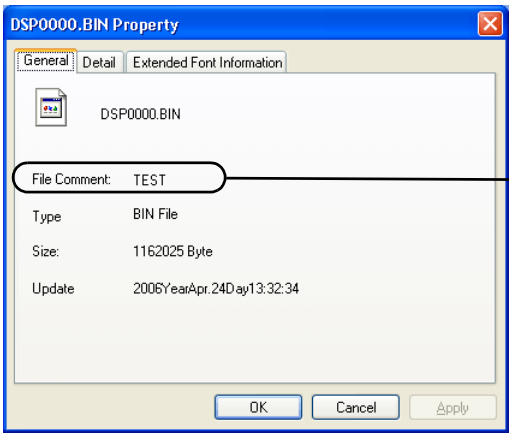 DSP0000.BIN Property
General Detail Extended Font Information
DSP0000.BIN
File Comment: TEST
Type BIN File
Size: 1162025 Byte
Update 2006YearApr.24Day13:32:34
OK Cancel Apply